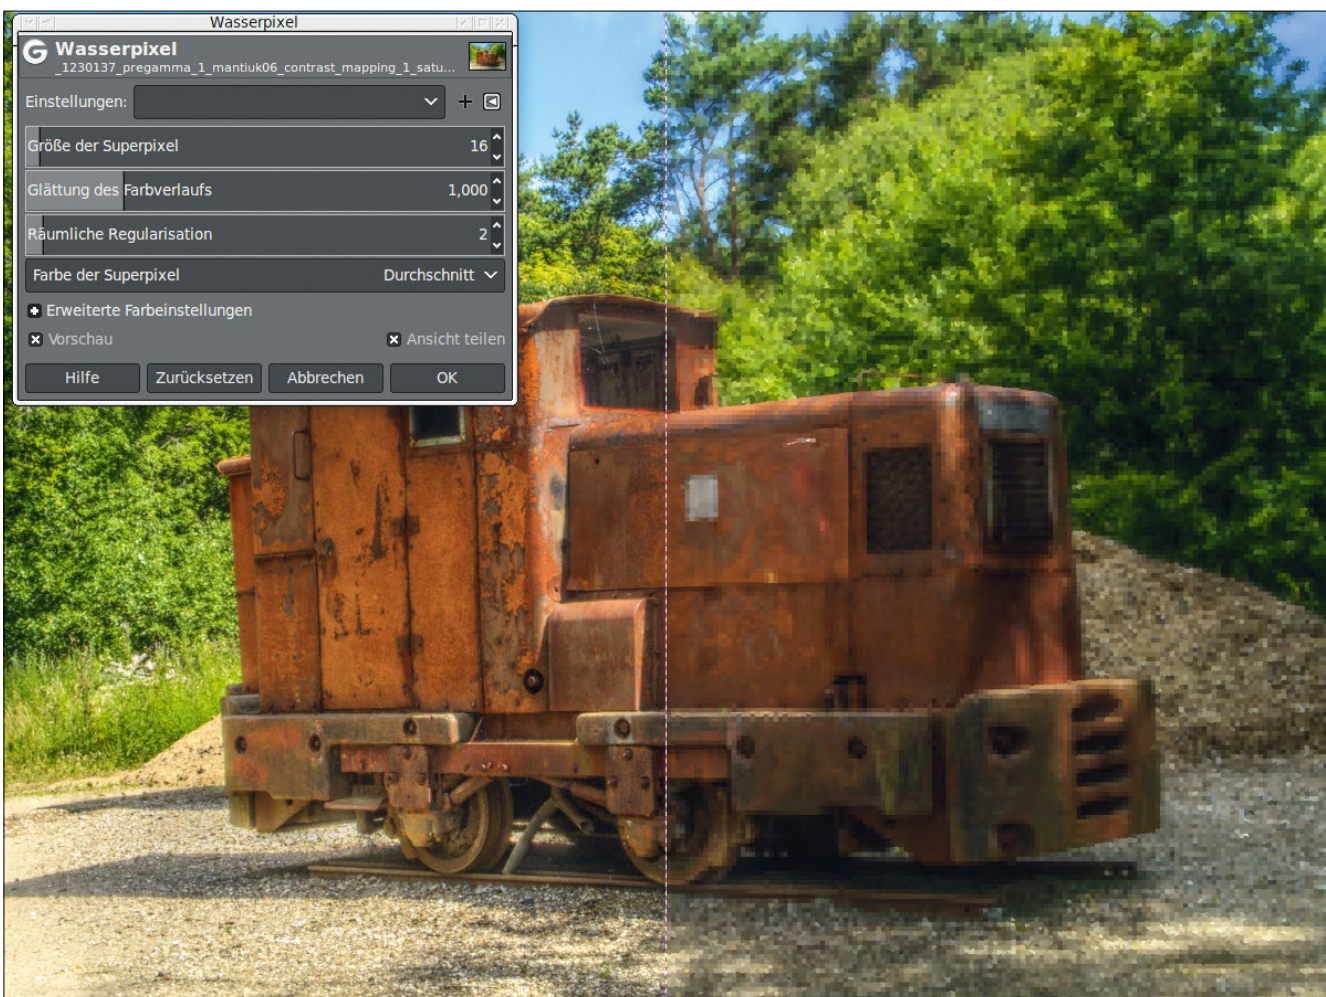 Wasserpixel
Wasserpixel
_1230137_pregamma_1_mantiuk06_contrast_mapping_1_satu...
Einstellungen:
Größe der Superpixel 16
Glättung des Farbverlaufs 1,000
Räumliche Regularisation 2
Farbe der Superpixel Durchschnitt
Erweiterte Farbeinstellungen
Vorschau Ansicht teilen
Hilfe Zurücksetzen Abbrechen OK